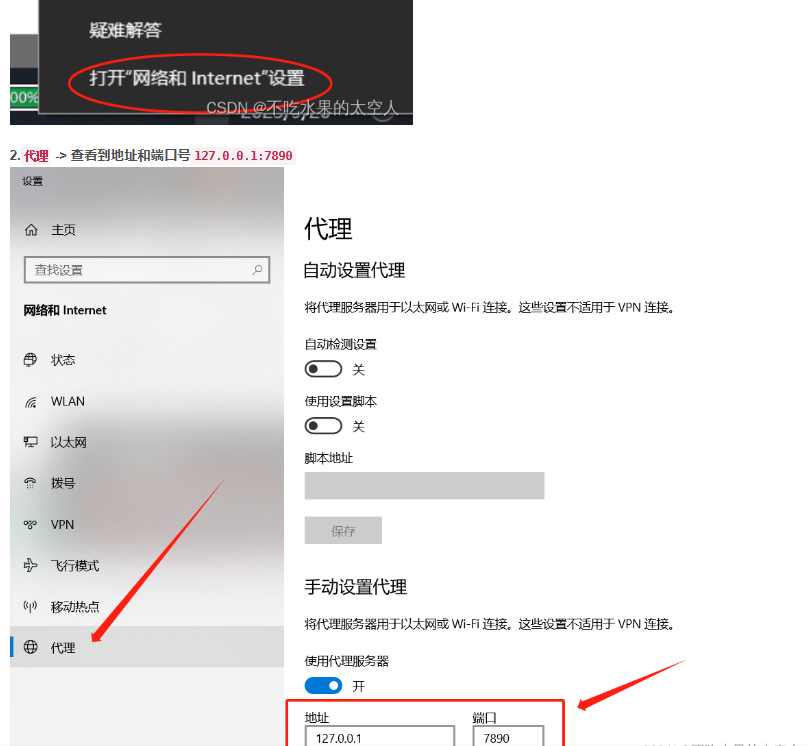 疑难解答
打开“网络和 Internet”设置
00%
CSDN @不吃水果的太空人
2. 代理 -> 查看到地址和端口号 127.0.0.1:7890
设置
主页
查找设置
网络和 Internet
状态
WLAN
以太网
拨号
VPN
飞行模式
移动热点
代理
代理
自动设置代理
将代理服务器用于以太网或 Wi-Fi 连接。这些设置不适用于 VPN 连接。
自动检测设置
关
使用设置脚本
关
脚本地址
保存
手动设置代理
将代理服务器用于以太网或 Wi-Fi 连接。这些设置不适用于 VPN 连接。
使用代理服务器
开
地址 端口
127.0.0.1 7890